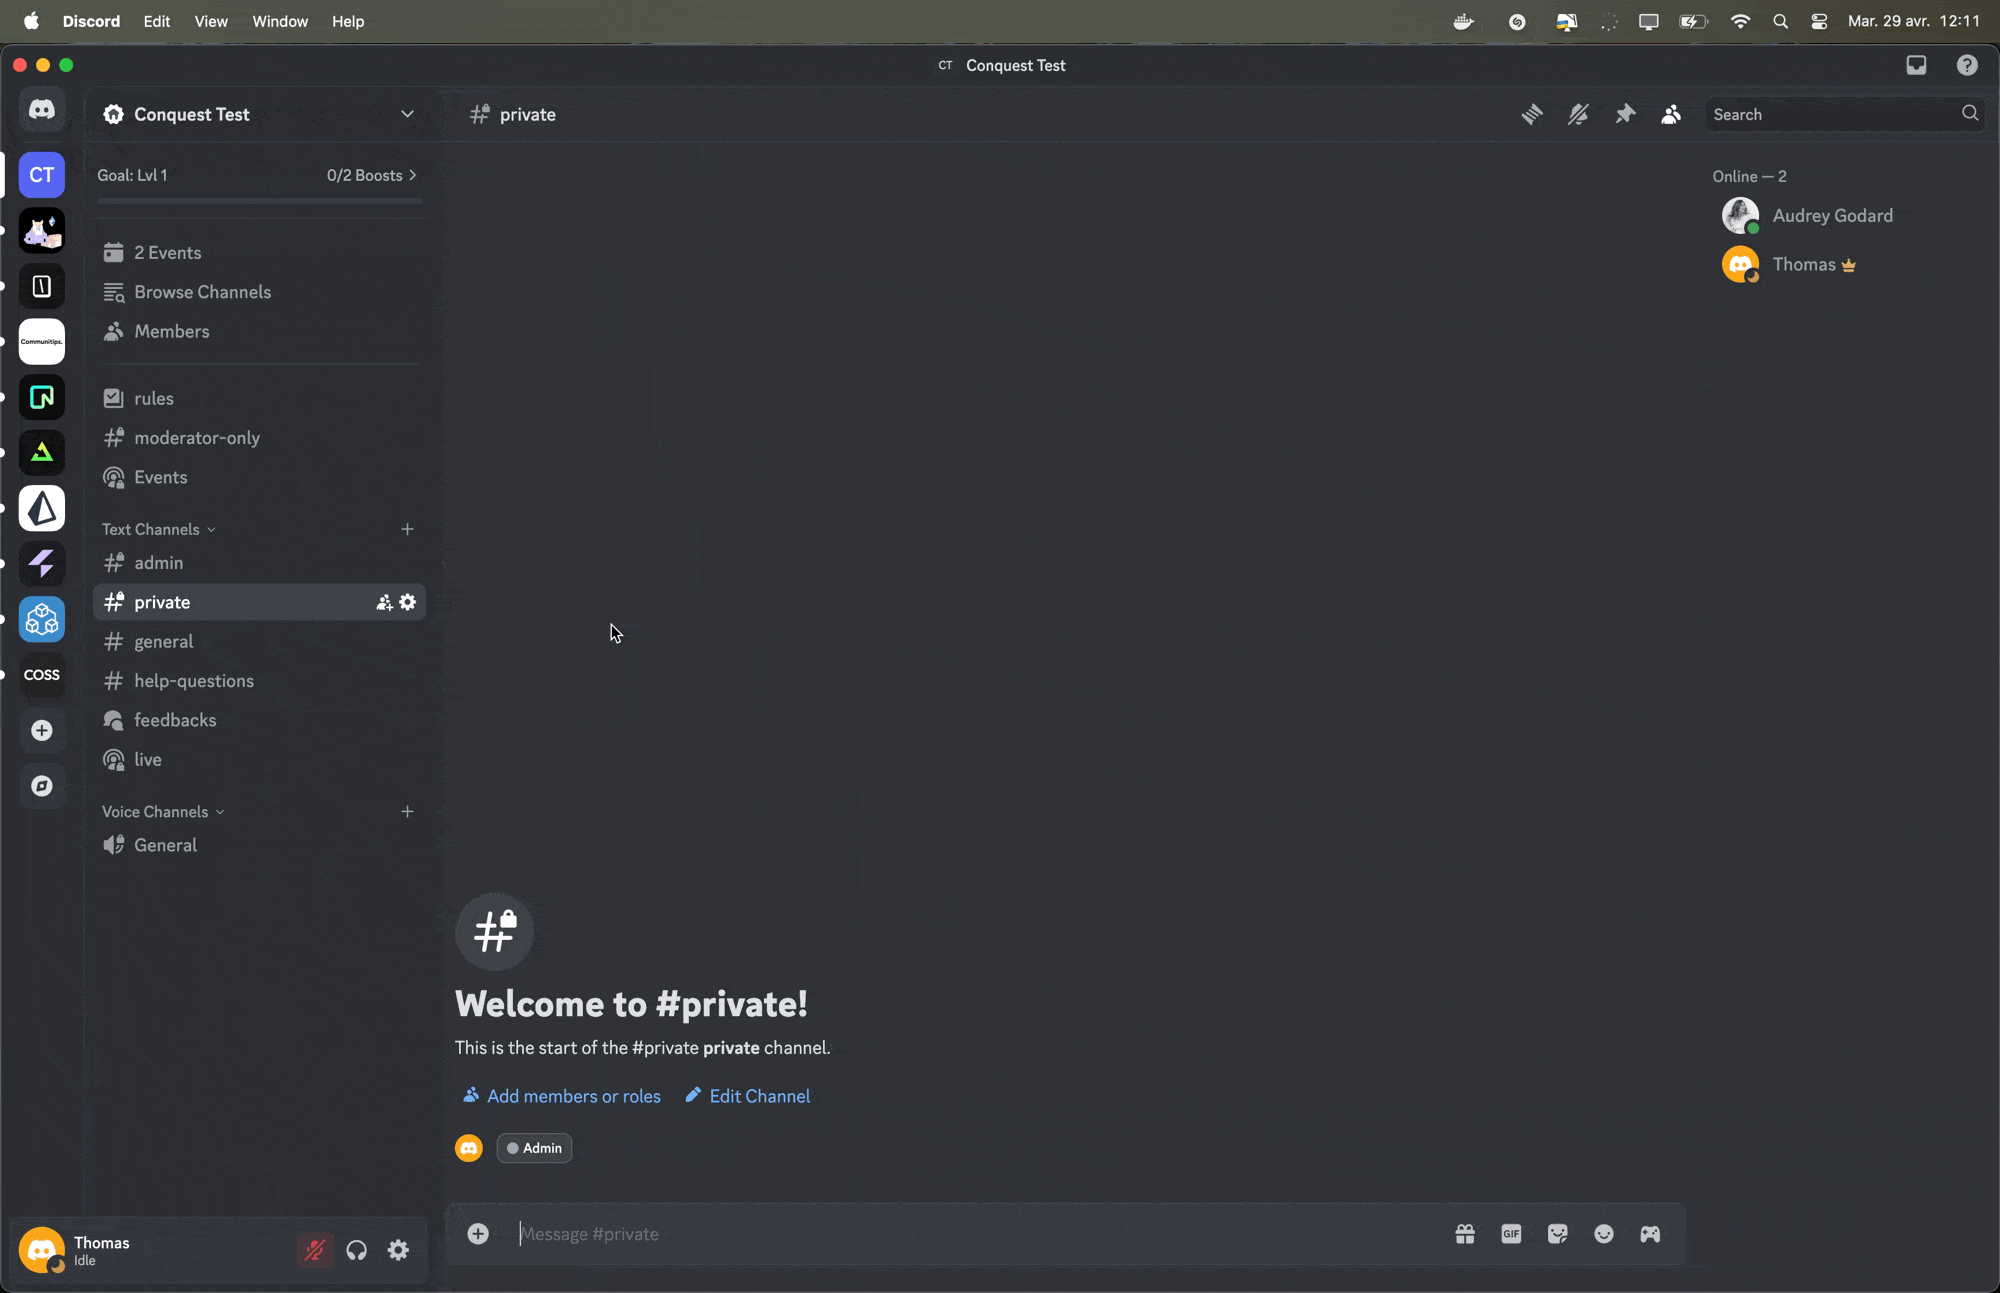 Discord Edit View Window Help
Mar. 29 avr. 12:11
CT Conquest Test
Conquest Test
private
Search
CT
Goal: Lvl 1
0/2 Boosts
Online — 2
Audrey Godard
Thomas
2 Events
Browse Channels
Members
Communitips.
rules
moderator-only
Events
Text Channels
admin
private
general
help-questions
feedbacks
live
COSS
Voice Channels
General
Welcome to #private!
This is the start of the #private private channel.
Add members or roles
Edit Channel
Admin
Thomas
Idle
Message #private
GIF